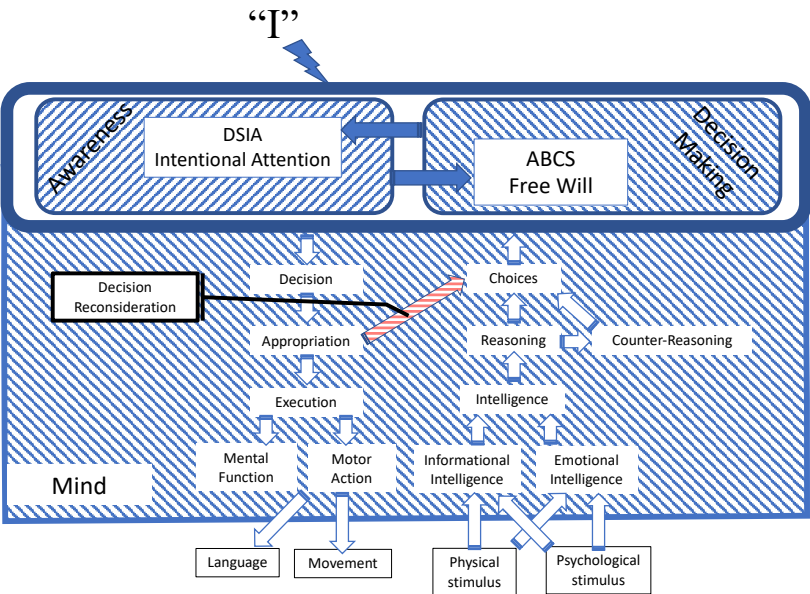 “I”
Awareness
DSIA
Intentional Attention
ABCS
Free Will
Decision
Making
Decision
Reconsideration
Decision
Choices
Appropriation
Reasoning
Counter-Reasoning
Execution
Intelligence
Mental
Function
Motor
Action
Informational
Intelligence
Emotional
Intelligence
Mind
Language
Movement
Physical
stimulus
Psychological
stimulus